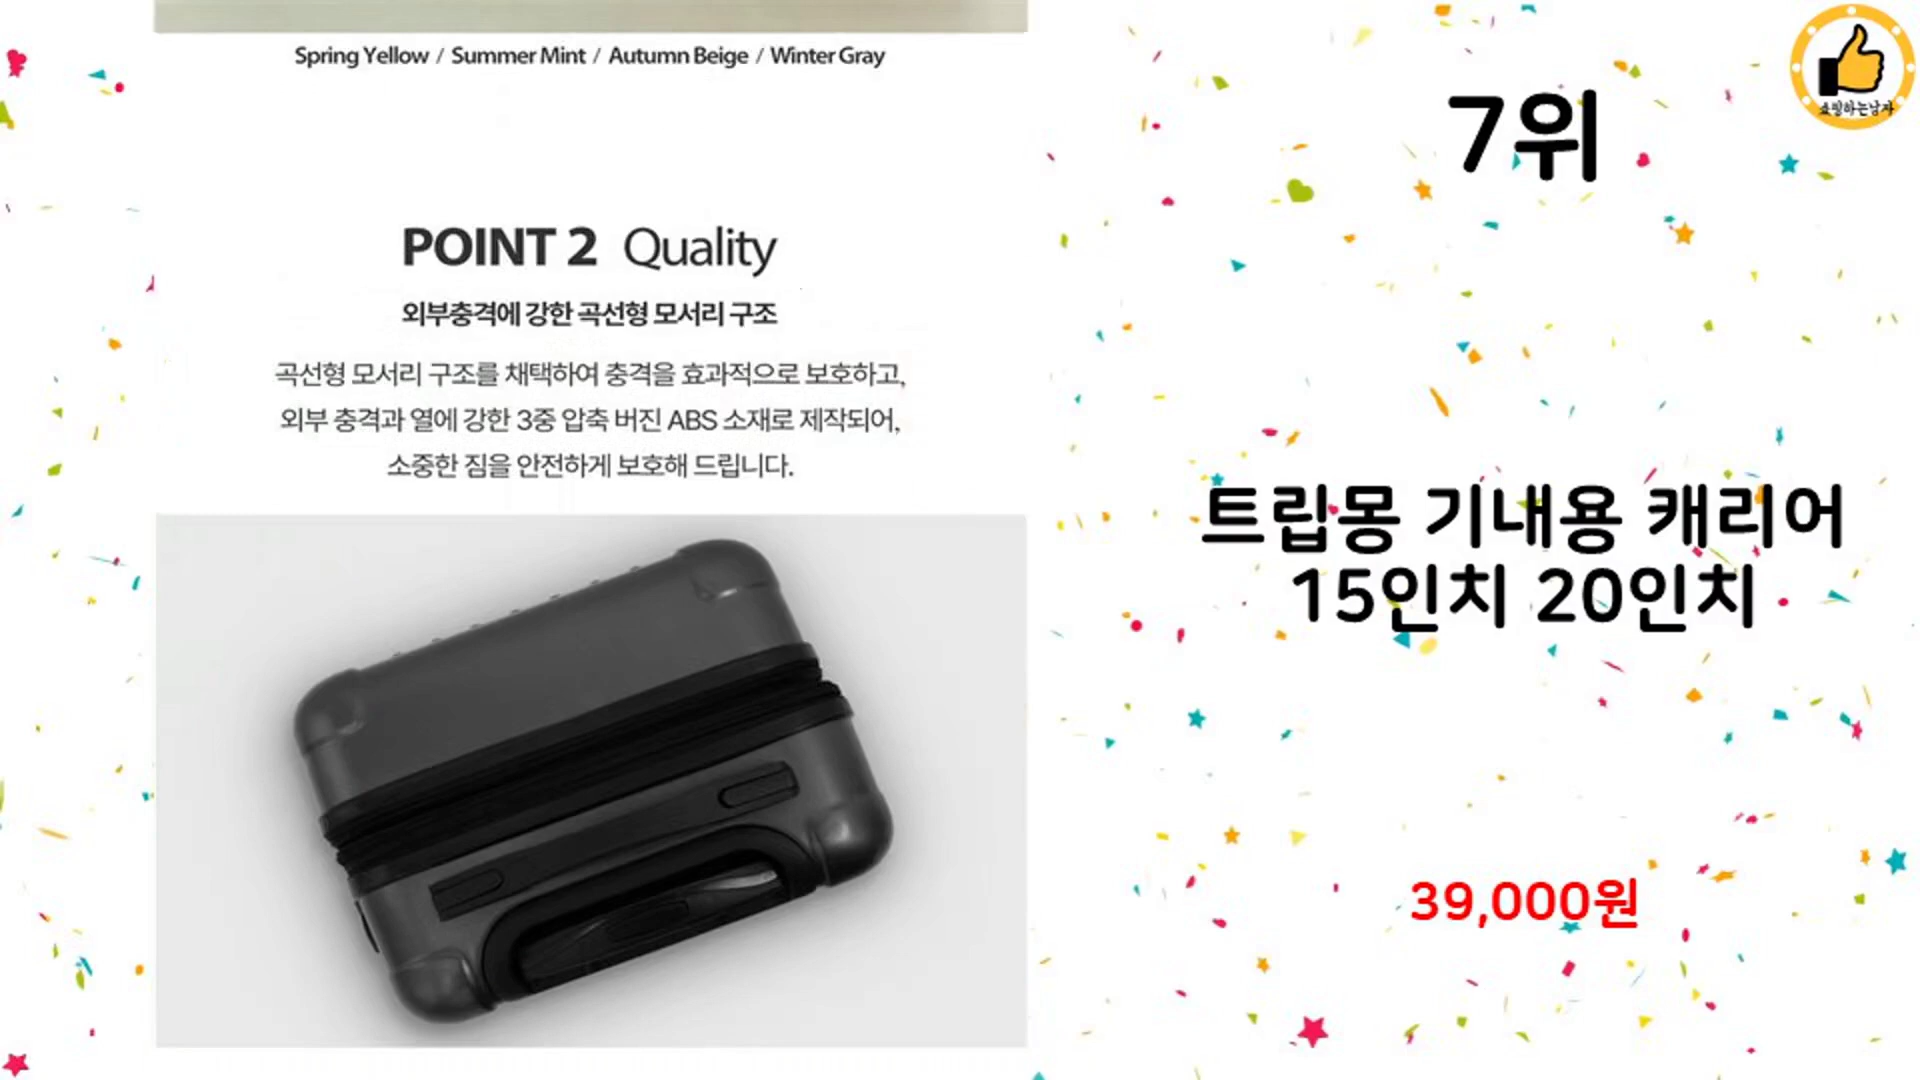 Spring Yellow / Summer Mint / Autumn Beige / Winter Gray
POINT 2 Quality
외부충격에 강한 곡선형 모서리 구조
곡선형 모서리 구조를 채택하여 충격을 효과적으로 보호하고,
외부 충격과 열에 강한 3중 압축 버진 ABS 소재로 제작되어,
소중한 짐을 안전하게 보호해 드립니다.
7위
쇼핑하는남자
트립몽 기내용 캐리어
15인치 20인치
39,000원